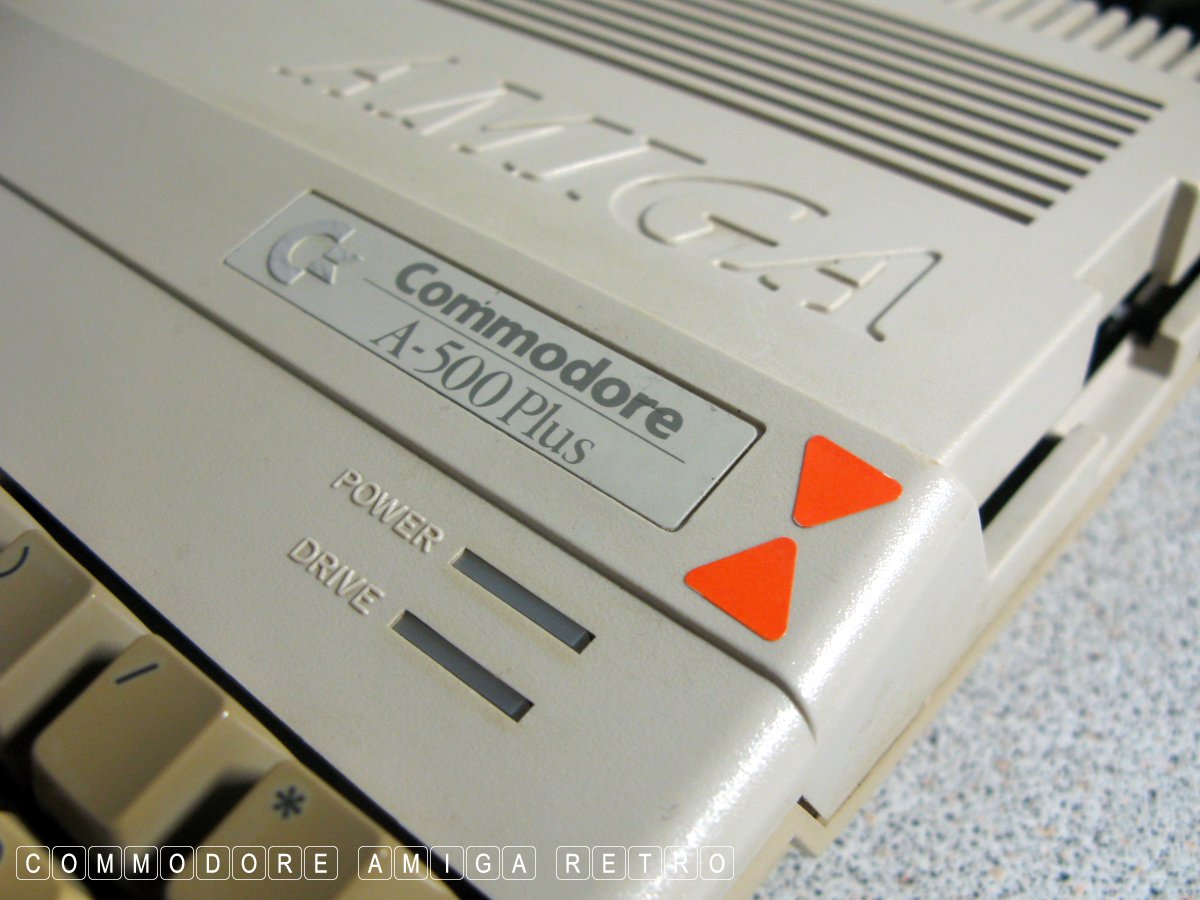 AMIGA
Commodore
A-500 Plus
POWER
DRIVE
)
/
*
COMMODORE AMIGA RETRO